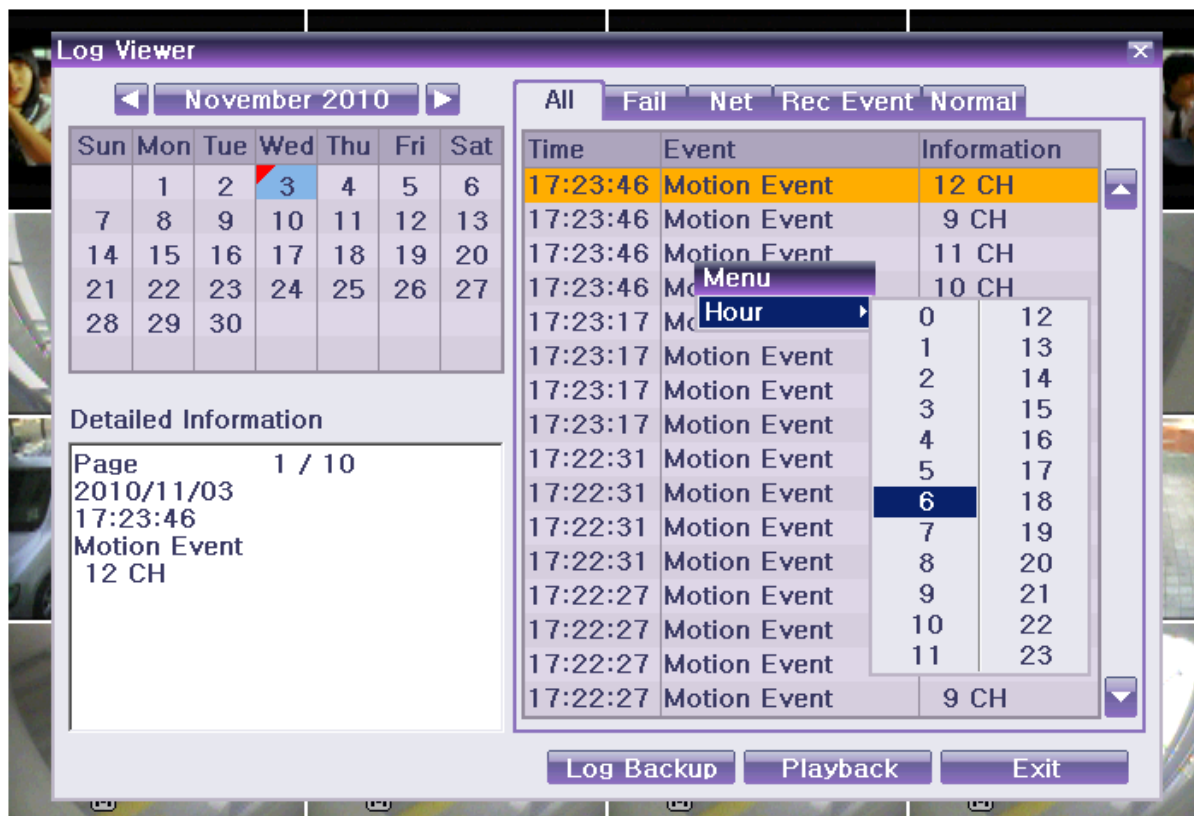 Log Viewer
November 2010
Sun Mon Tue Wed Thu Fri Sat
1 2 3 4 5 6
7 8 9 10 11 12 13
14 15 16 17 18 19 20
21 22 23 24 25 26 27
28 29 30
Detailed Information
Page 1 / 10
2010/11/03
17:23:46
Motion Event
12 CH
All Fail Net Rec Event Normal
Time Event Information
17:23:46 Motion Event 12 CH
17:23:46 Motion Event 9 CH
17:23:46 Motion Event 11 CH
17:23:46 10 CH
17:23:17
17:23:17 Motion Event
17:23:17 Motion Event
17:23:17 Motion Event
17:22:31 Motion Event
17:22:31 Motion Event
17:22:31 Motion Event
17:22:31 Motion Event
17:22:27 Motion Event
17:22:27 Motion Event
17:22:27 Motion Event
17:22:27 Motion Event 9 CH
Menu
Hour
0 12
1 13
2 14
3 15
4 16
5 17
6 18
7 19
8 20
9 21
10 22
11 23
Log Backup Playback Exit